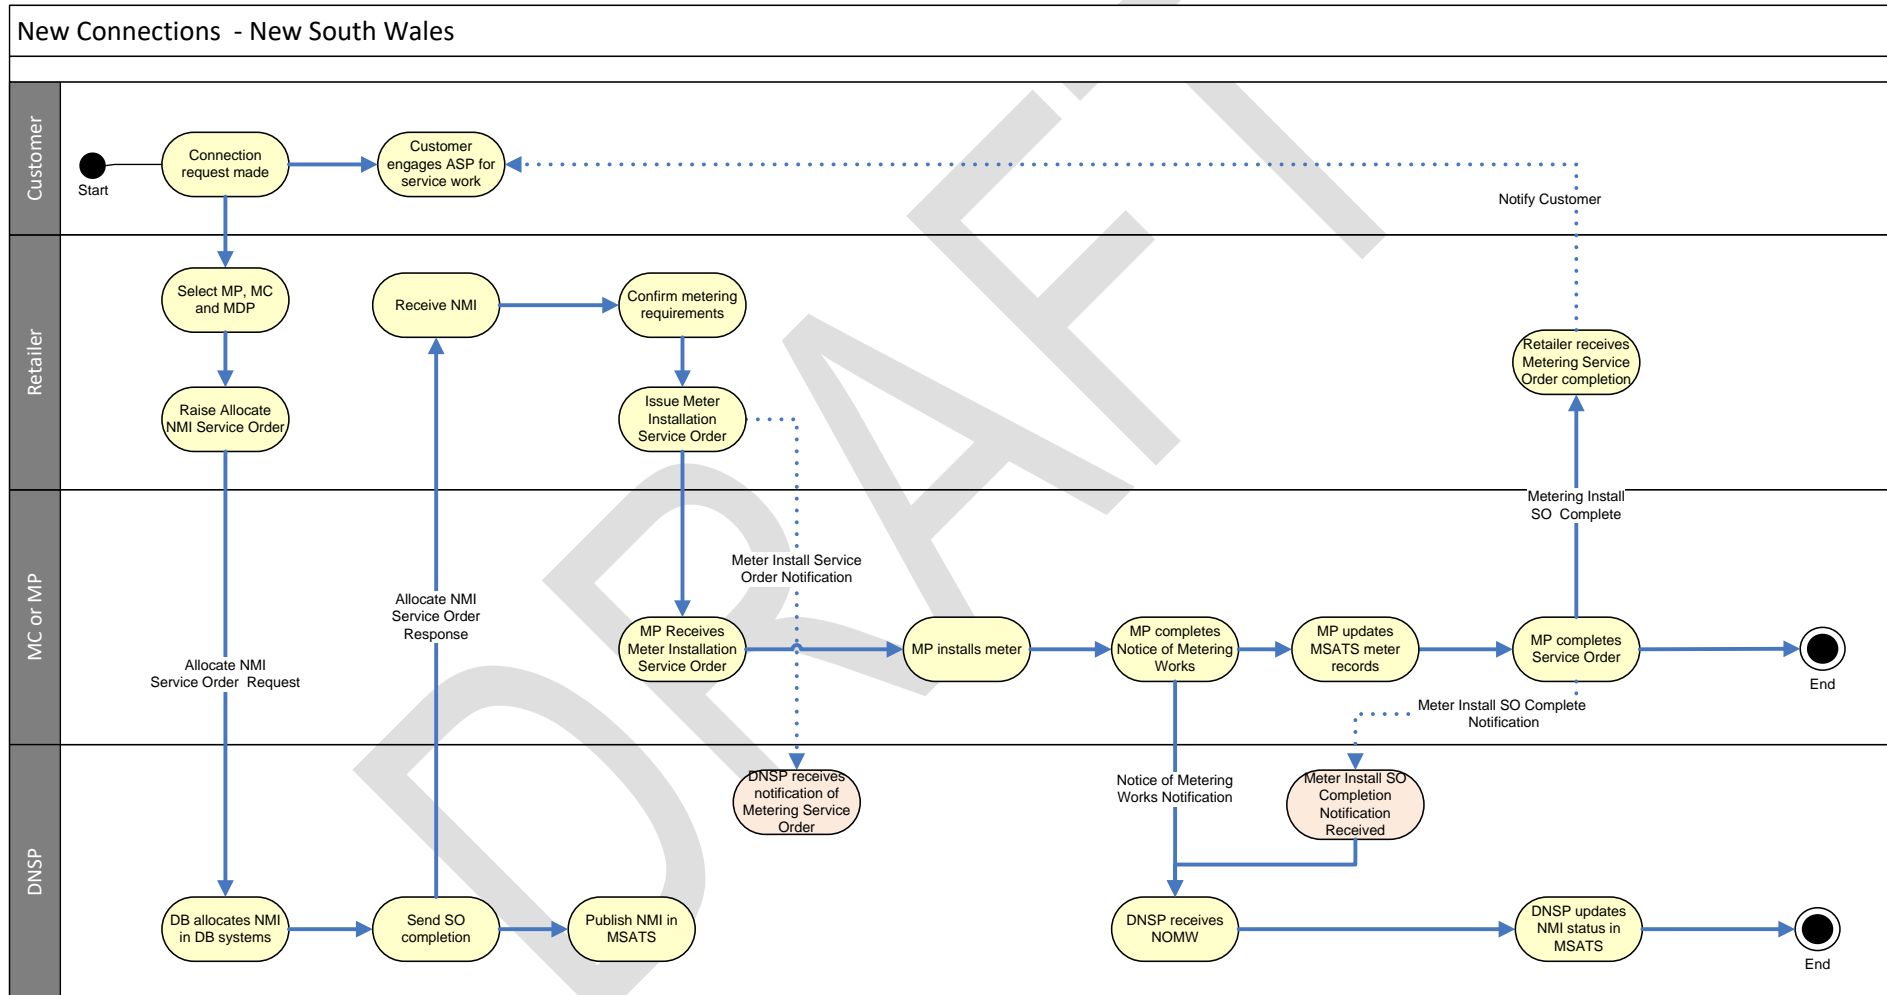 New Connections - New South Wales
Customer
Start
Connection
request made
Customer
engages ASP for
service work
Notify Customer
Retailer
Select MP, MC
and MDP
Receive NMI
Confirm metering
requirements
Retailer receives
Metering Service
Order completion
Raise Allocate
NMI Service Order
Issue Meter
Installation
Service Order
MC or MP
Metering Install
SO Complete
Meter Install Service
Order Notification
Allocate NMI
Service Order
Response
Allocate NMI
Service Order Request
MP Receives
Meter Installation
Service Order
MP installs meter
MP completes
Notice of Metering
Works
MP updates
MSATS meter
records
MP completes
Service Order
End
Meter Install SO Complete
Notification
DNSP
DNSP receives
notification of
Metering Service
Order
Notice of Metering
Works Notification
Meter Install SO
Completion
Notification
Received
DB allocates NMI
in DB systems
Send SO
completion
Publish NMI in
MSATS
DNSP receives
NOMW
DNSP updates
NMI status in
MSATS
End
DRAFT